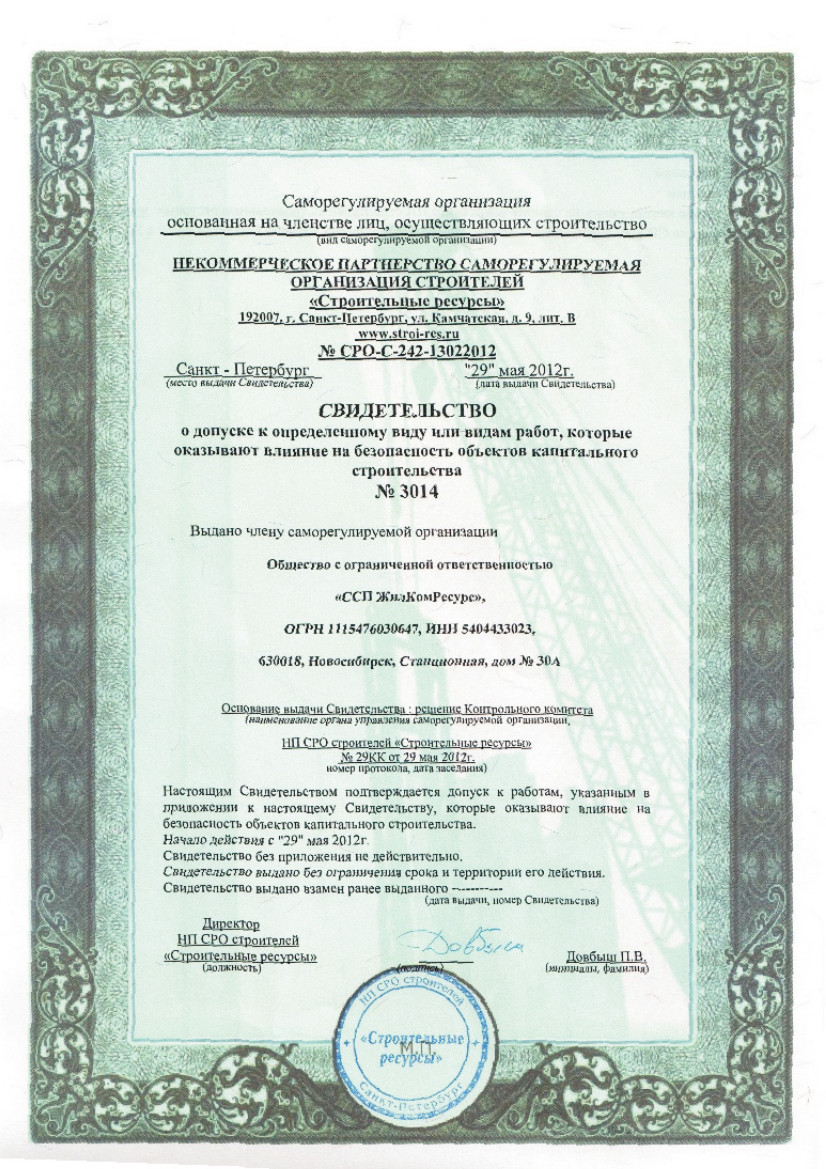 Саморегулируемая организация
основанная на членстве лиц, осуществляющих строительство
(вид саморегулируемой организации)
НЕКОММЕРЧЕСКОЕ ПАРТНЕРСТВО САМОРЕГУЛИРУЕМАЯ
ОРГАНИЗАЦИЯ СТРОИТЕЛЕЙ
«Строительные ресурсы»
192007, г. Санкт-Петербург, ул. Камчатская, д. 9, лит. В
www.stroi-res.ru
№ СРО-С-242-13022012
Санкт - Петербург "29" мая 2012г.
(место выдачи Свидетельства) (дата выдачи Свидетельства)
СВИДЕТЕЛЬСТВО
о допуске к определенному виду или видам работ, которые
оказывают влияние на безопасность объектов капитального
строительства
№ 3014
Выдано члену саморегулируемой организации
Общество с ограниченной ответственностью
«ССП ЖилКомРесурс»,
ОГРН 1115476030647, ИНН 5404433023,
630018, Новосибирск, Станционная, дом № 30А
Основание выдачи Свидетельства : решение Контрольного комитета
(наименование органа управления саморегулируемой организации,
НП СРО строителей «Строительные ресурсы»
№ 29КК от 29 мая 2012г.
номер протокола, дата заседания)
Настоящим Свидетельством подтверждается допуск к работам, указанным в
приложении к настоящему Свидетельству, которые оказывают влияние на
безопасность объектов капитального строительства.
Начало действия с "29" мая 2012г.
Свидетельство без приложения не действительно.
Свидетельство выдано без ограничения срока и территории его действия.
Свидетельство выдано взамен ранее выданного ----------
(дата выдачи, номер Свидетельства)
Директор
НП СРО строителей
«Строительные ресурсы» Довбыш Довбыш П.В.
(должность) (подпись) (инициалы, фамилия)
НП СРО строителей
«Строительные
М.П.
ресурсы»
Санкт-Петербург